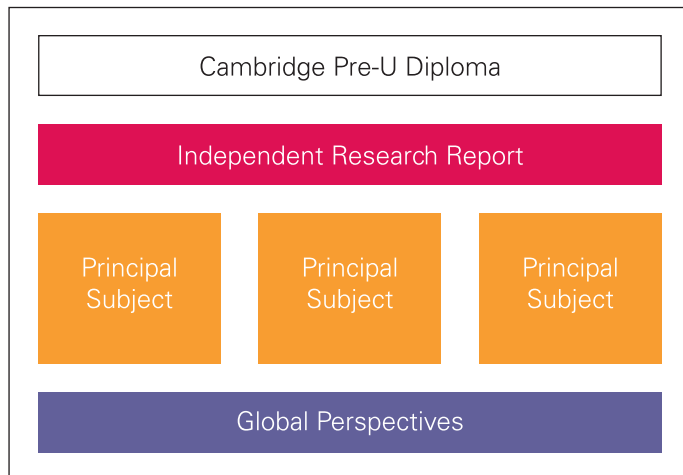 Cambridge Pre-U Diploma
Independent Research Report
Principal
Subject
Principal
Subject
Principal
Subject
Global Perspectives